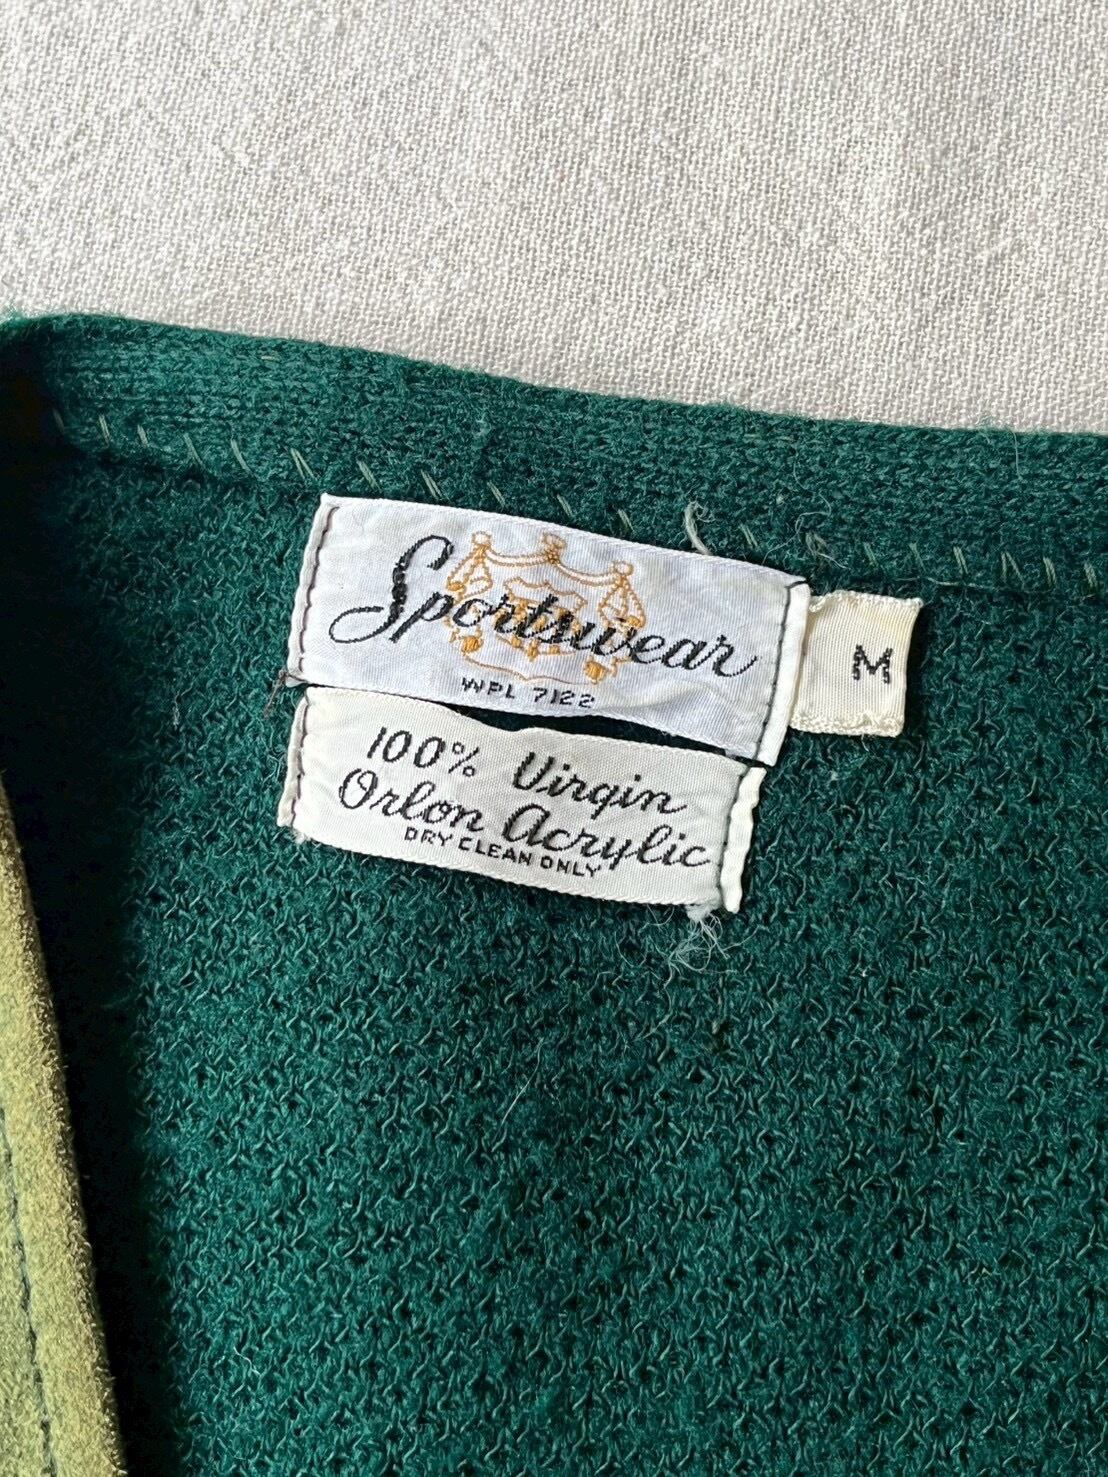 Sportswear
WPL 7122
M
100% Virgin
Orlon Acrylic
DRY CLEAN ONLY